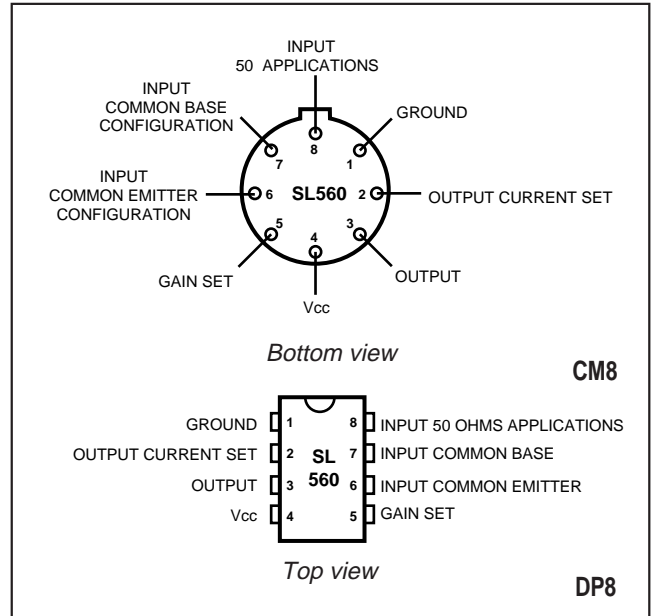 INPUT
50 APPLICATIONS
INPUT
COMMON BASE
CONFIGURATION
GROUND
8
7
1
INPUT
COMMON EMITTER
CONFIGURATION
6
SL560
2
OUTPUT CURRENT SET
5
4
3
GAIN SET
OUTPUT
Vcc
Bottom view
CM8
GROUND
1
8
INPUT 50 OHMS APPLICATIONS
OUTPUT CURRENT SET
2
SL
7
INPUT COMMON BASE
OUTPUT
3
560
6
INPUT COMMON EMITTER
Vcc
4
5
GAIN SET
Top view
DP8